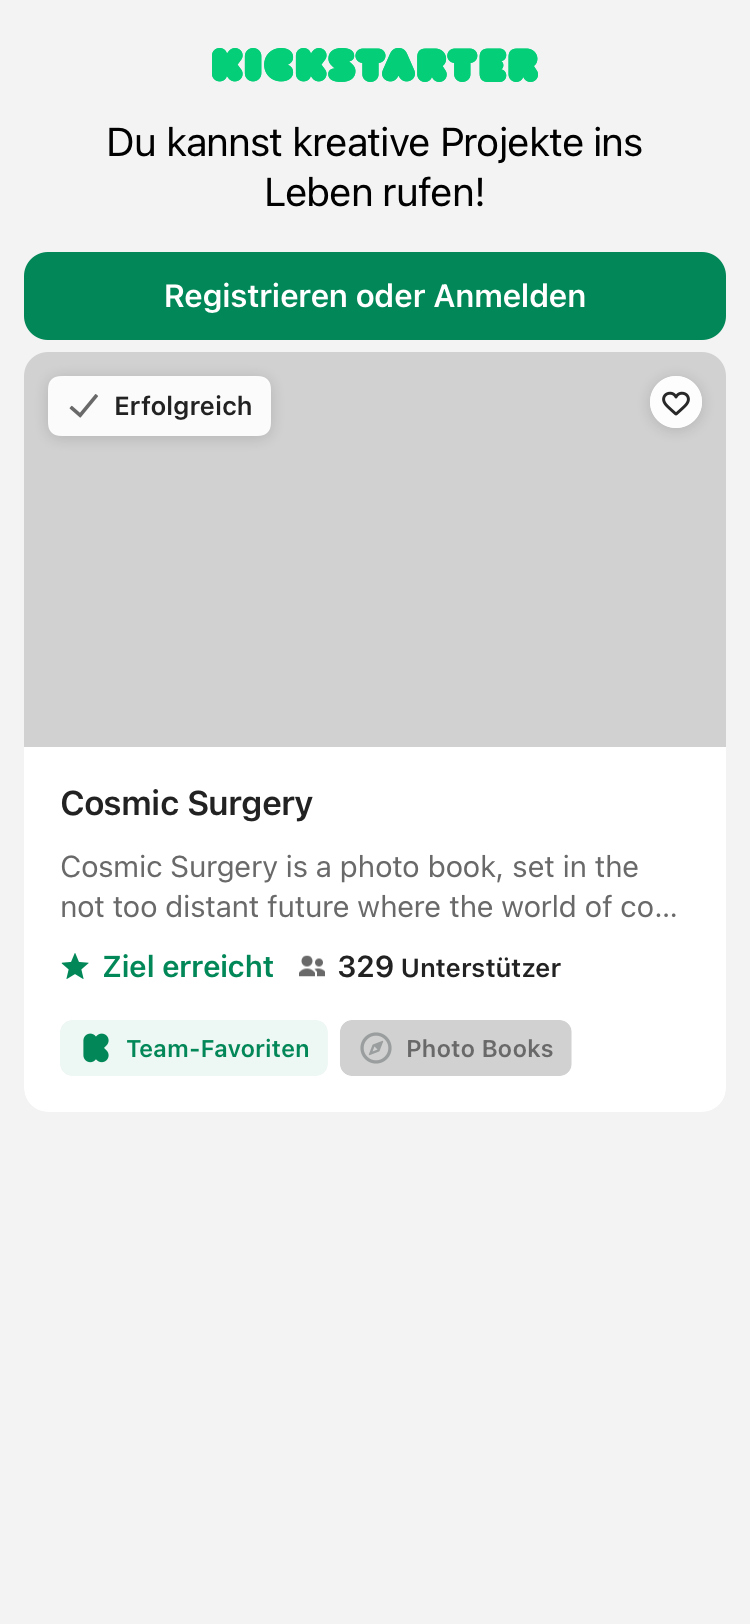 KICKSTARTER
Du kannst kreative Projekte ins
Leben rufen!
Registrieren oder Anmelden
Erfolgreich
Cosmic Surgery
Cosmic Surgery is a photo book, set in the
not too distant future where the world of co...
Ziel erreicht 329 Unterstützer
Team-Favoriten Photo Books